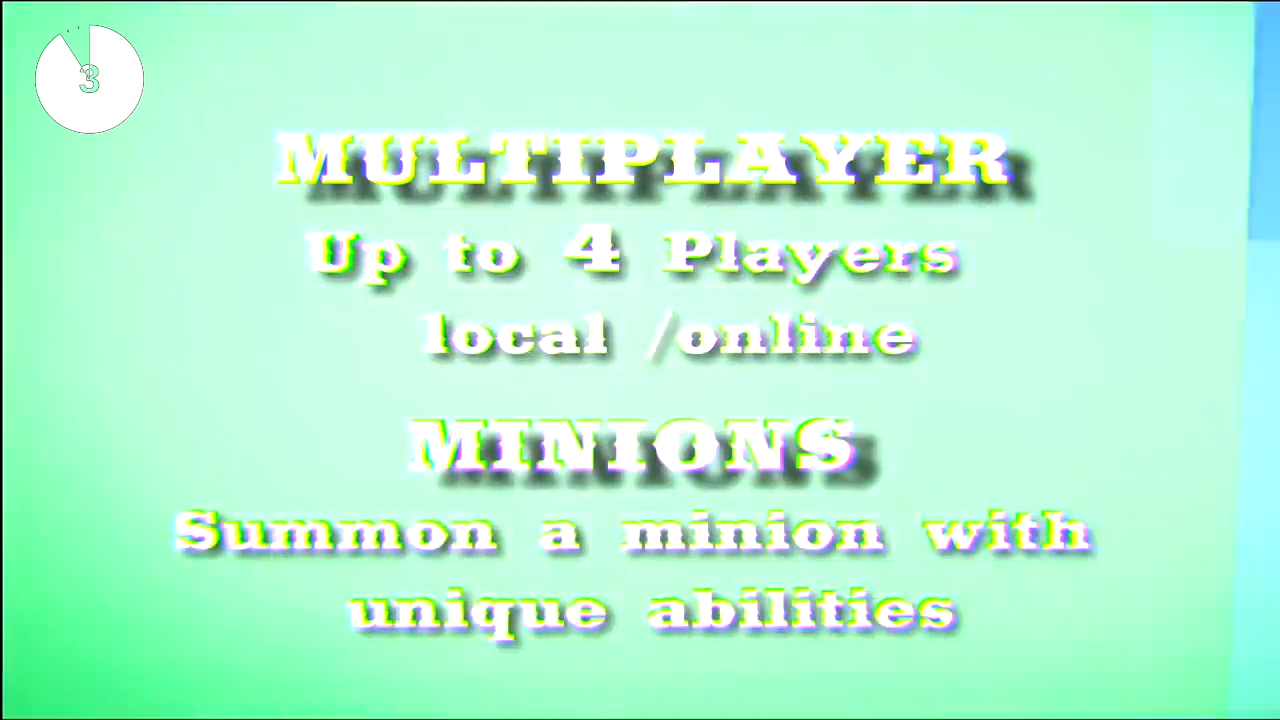 3
MULTIPLAYER
Up to 4 Players
local /online
MINIONS
Summon a minion with
unique abilities